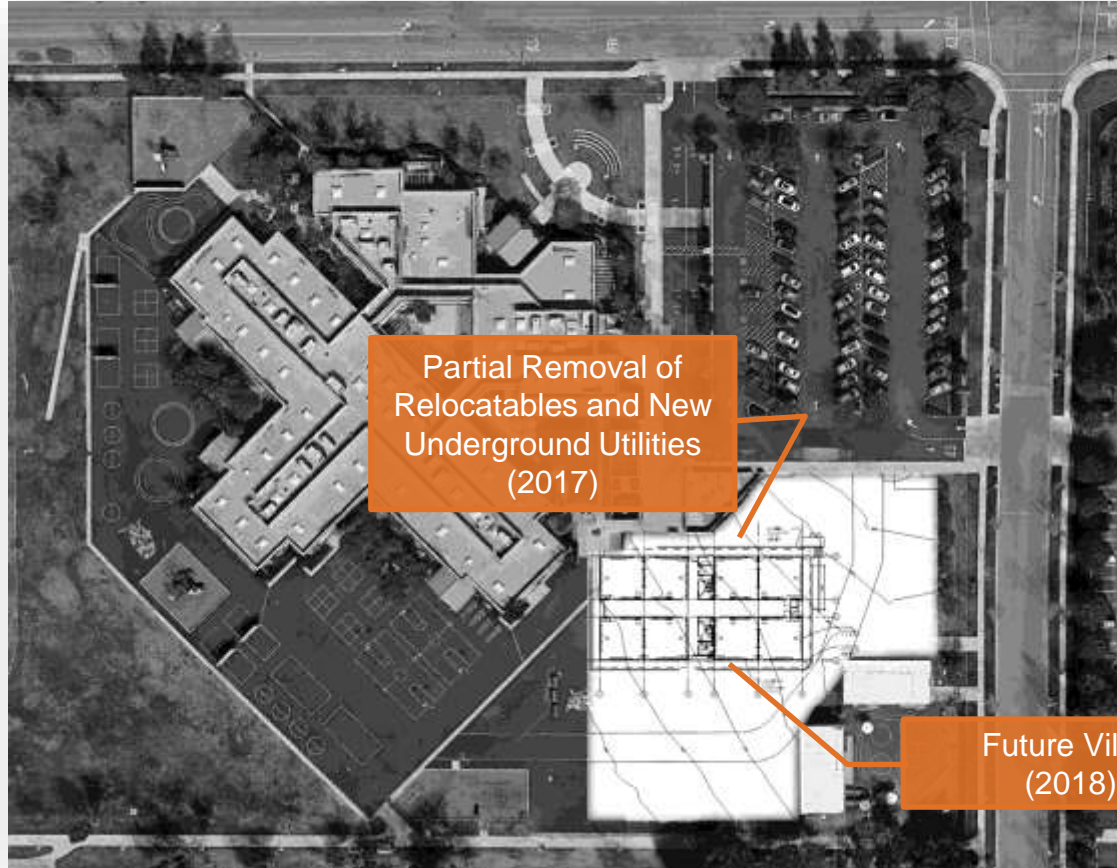 Partial Removal of
Relocatables and New
Underground Utilities
(2017)
Future Vil
(2018)